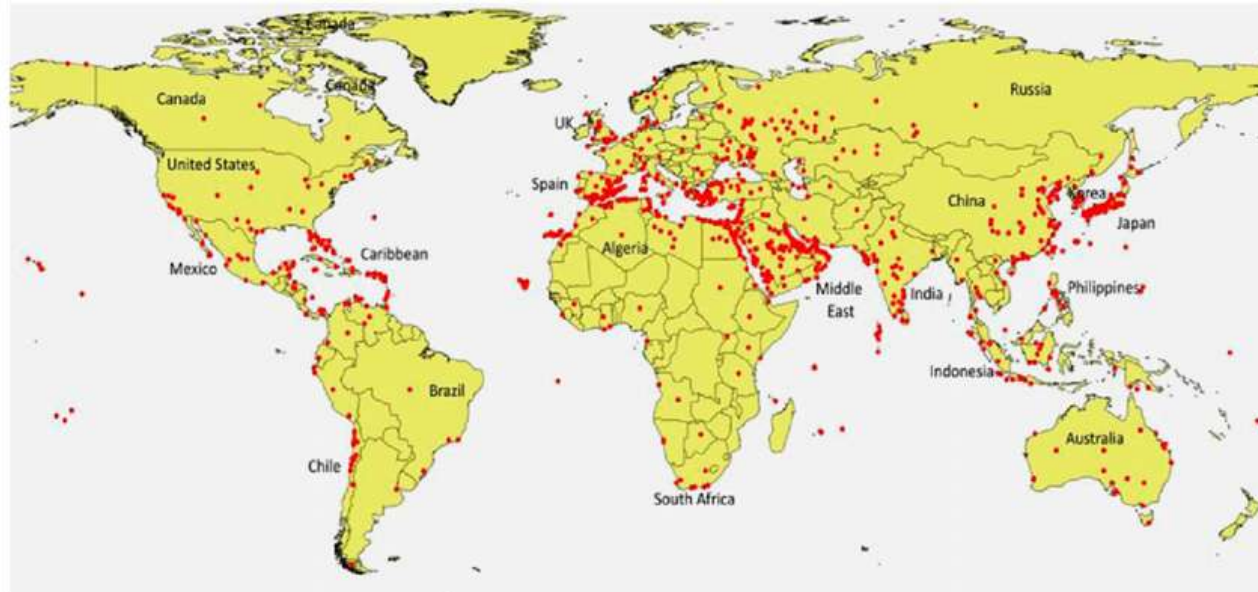 Canada
Canada
Canada
Russia
UK
United States
Spain
China
Korea
Japan
Algeria
Caribbean
Mexico
Middle
East
India
Philippines
Indonesia
Brazil
Australia
Chile
South Africa